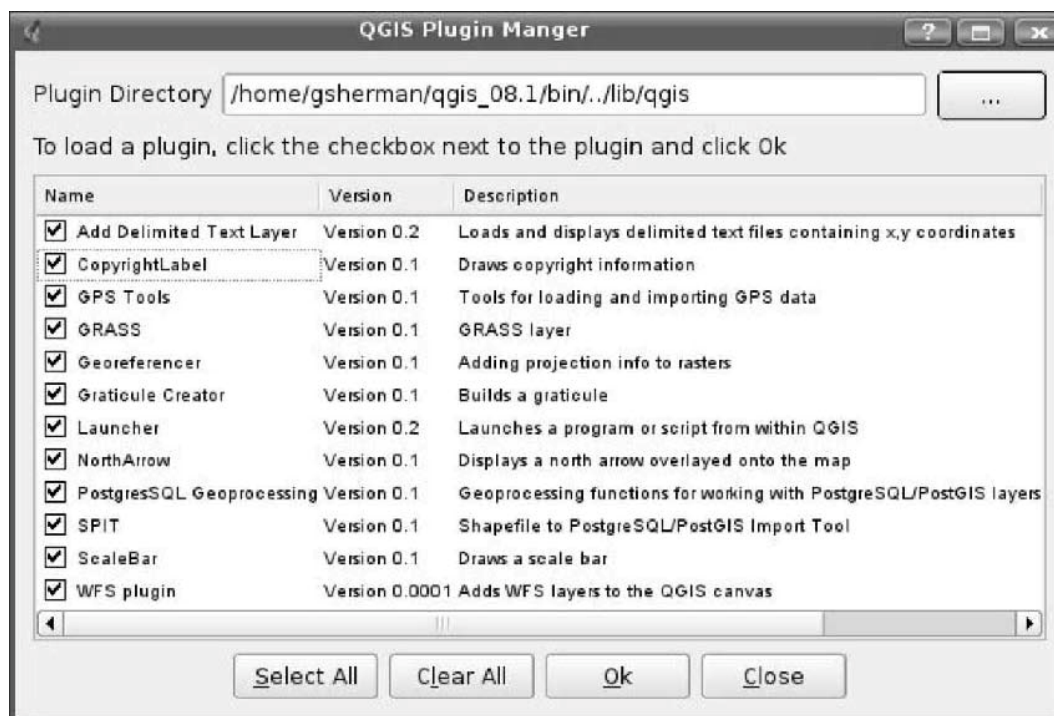 QGIS Plugin Manger
Plugin Directory /home/gsherman/qgis_08.1/bin/../lib/qgis ...
To load a plugin, click the checkbox next to the plugin and click Ok
Name Version Description
Add Delimited Text Layer Version 0.2 Loads and displays delimited text files containing x,y coordinates
CopyrightLabel Version 0.1 Draws copyright information
GPS Tools Version 0.1 Tools for loading and importing GPS data
GRASS Version 0.1 GRASS layer
Georeferencer Version 0.1 Adding projection info to rasters
Graticule Creator Version 0.1 Builds a graticule
Launcher Version 0.2 Launches a program or script from within QGIS
NorthArrow Version 0.1 Displays a north arrow overlayed onto the map
PostgresSQL Geoprocessing Version 0.1 Geoprocessing functions for working with PostgreSQL/PostGIS layers
SPIT Version 0.1 Shapefile to PostgreSQL/PostGIS Import Tool
ScaleBar Version 0.1 Draws a scale bar
WFS plugin Version 0.0001 Adds WFS layers to the QGIS canvas
Select All Clear All Ok Close